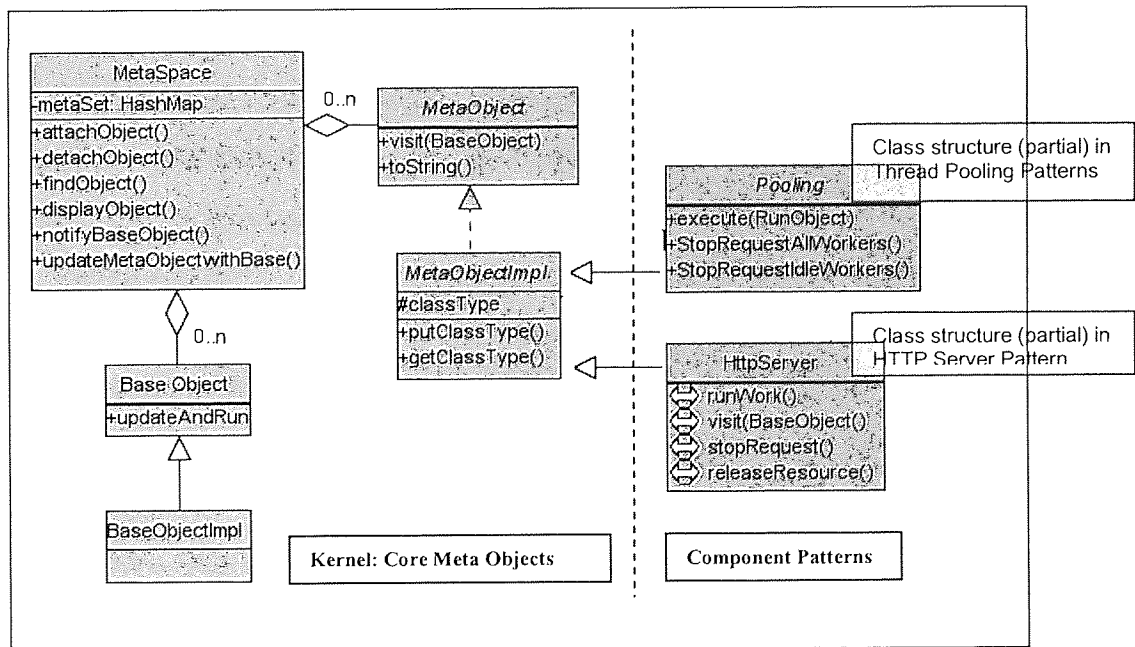 MetaSpace
-metaSet: HashMap
+attachObject()
+detachObject()
+findObject()
+displayObject()
+notifyBaseObject()
+updateMetaObjectwithBase()
0..n
MetaObject
+visit(BaseObject)
+toString()
MetaObjectImpl.
#classType
+putClassType()
+getClassType()
0..n
Base Object
+updateAndRun
BaseObjectImpl
Kernel: Core Meta Objects
Class structure (partial) in
Thread Pooling Patterns
Pooling
+execute(RunObject)
+StopRequestAllWorkers()
+StopRequestIdleWorkers()
Class structure (partial) in
HTTP Server Pattern
HttpServer
runWork()
visit(BaseObject()
stopRequest()
releaseResource()
Component Patterns